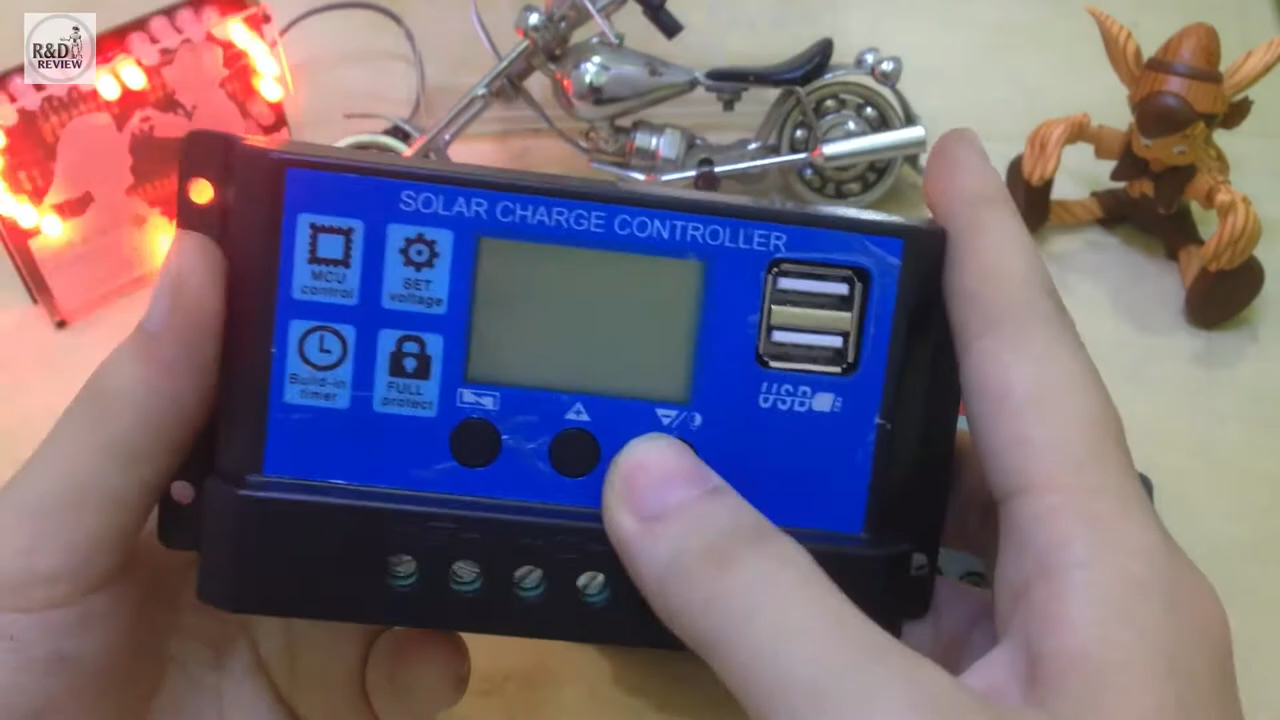 R&D
REVIEW
SOLAR CHARGE CONTROLLER
MCU
control
SET
voltage
Build-in
timer
FULL
protect
USB